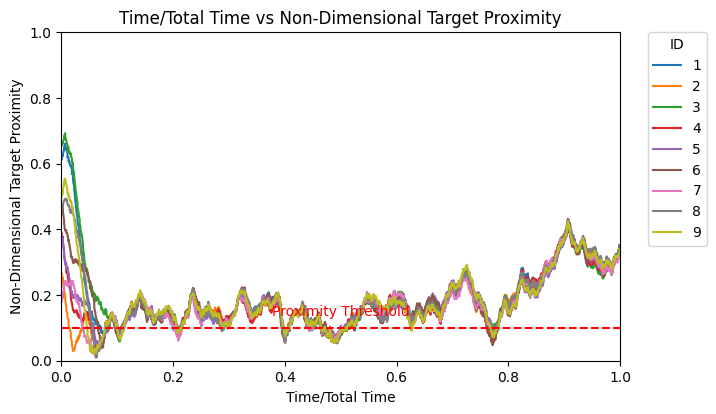 Time/Total Time vs Non-Dimensional Target Proximity
Non-Dimensional Target Proximity
1.0
0.8
0.6
0.4
0.2
0.0
Proximity Threshold
0.0 0.2 0.4 0.6 0.8 1.0
Time/Total Time
ID
1
2
3
4
5
6
7
8
9